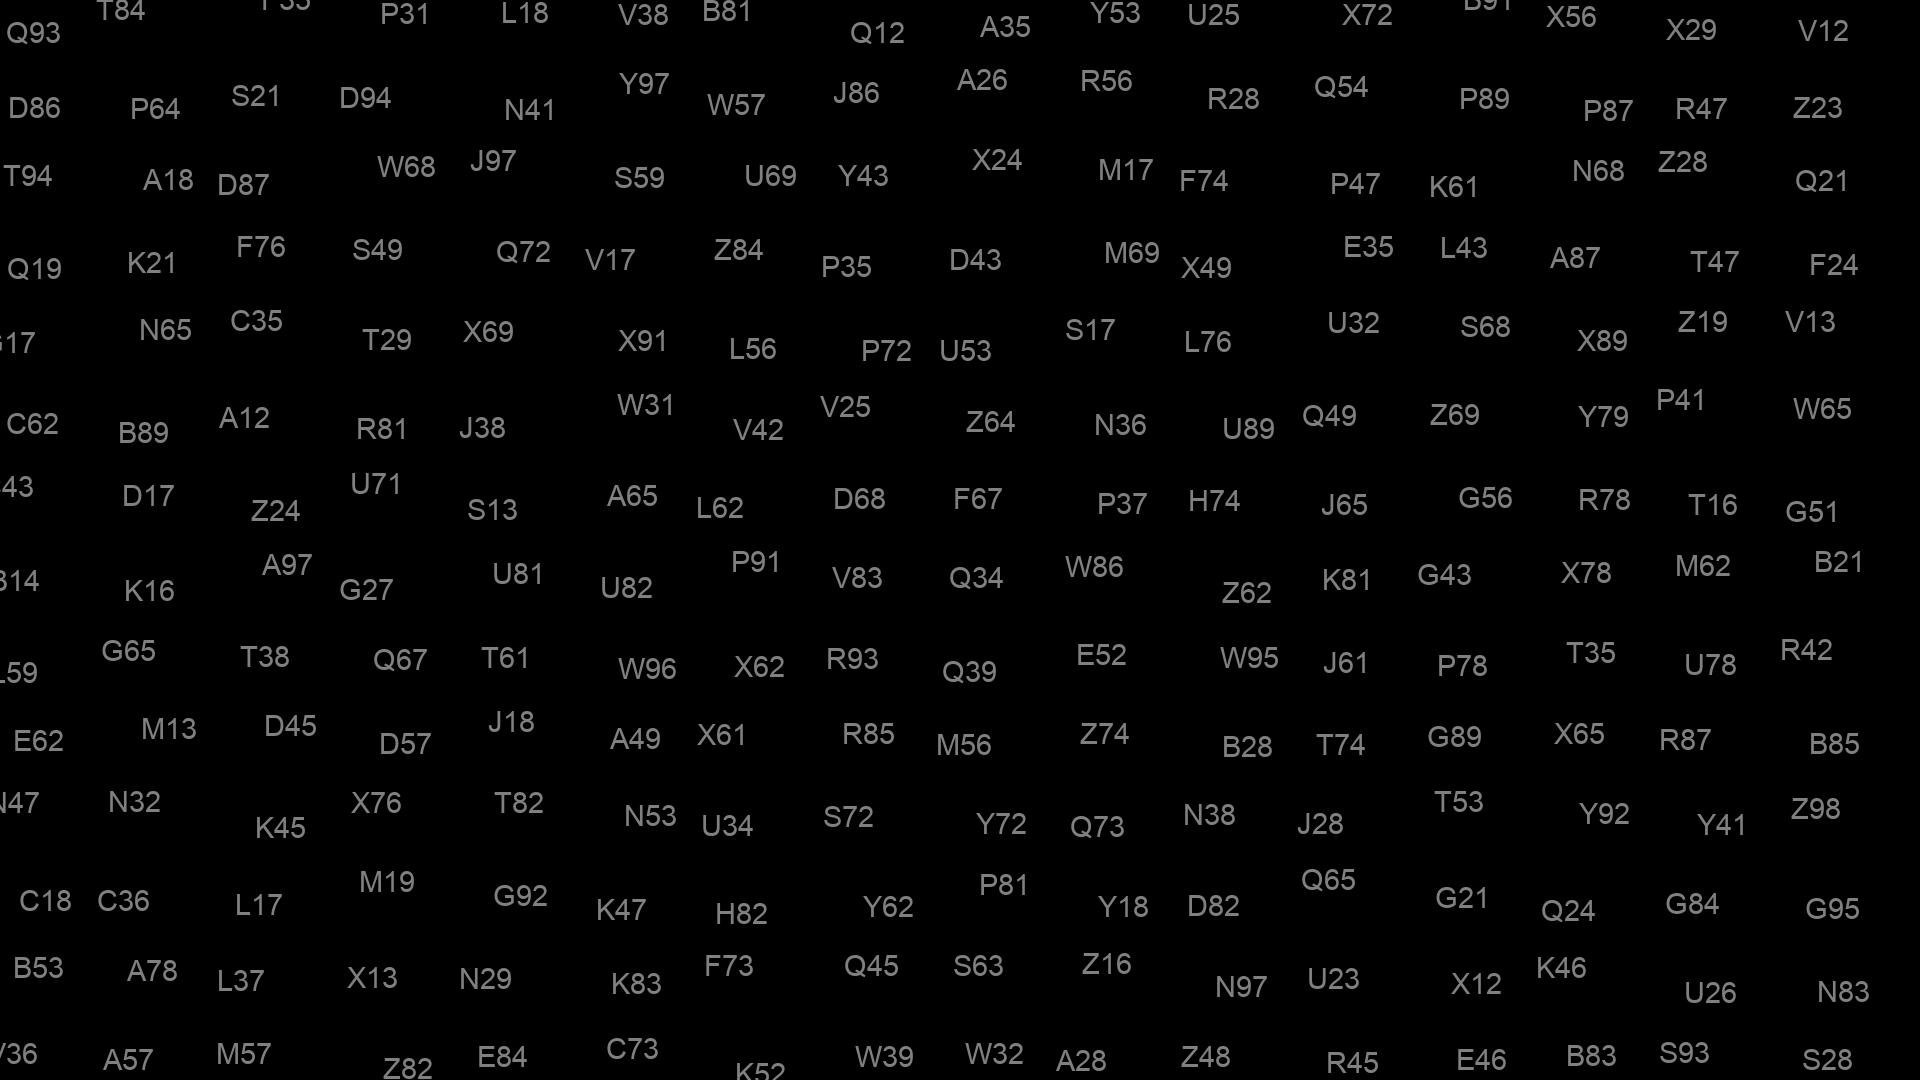 Q93 T84 P31 L18 V38 B81 Q12 A35 Y53 U25 X72 X56 X29 V12
D86 P64 S21 D94 N41 Y97 W57 J86 A26 R56 R28 Q54 P89 P87 R47 Z23
T94 A18 D87 W68 J97 S59 U69 Y43 X24 M17 F74 P47 K61 N68 Z28 Q21
Q19 K21 F76 S49 Q72 V17 Z84 P35 D43 M69 X49 E35 L43 A87 T47 F24
N65 C35 T29 X69 X91 L56 P72 U53 S17 L76 U32 S68 X89 Z19 V13
C62 B89 A12 R81 J38 W31 V42 V25 Z64 N36 U89 Q49 Z69 Y79 P41 W65
D17 Z24 U71 S13 A65 L62 D68 F67 P37 H74 J65 G56 R78 T16 G51
B14 K16 A97 G27 U81 U82 P91 V83 Q34 W86 Z62 K81 G43 X78 M62 B21
L59 G65 T38 Q67 T61 W96 X62 R93 Q39 E52 W95 J61 P78 T35 U78 R42
E62 M13 D45 D57 J18 A49 X61 R85 M56 Z74 B28 T74 G89 X65 R87 B85
N47 N32 K45 X76 T82 N53 U34 S72 Y72 Q73 N38 J28 T53 Y92 Y41 Z98
C18 C36 L17 M19 G92 K47 H82 Y62 P81 Y18 D82 Q65 G21 Q24 G84 G95
B53 A78 L37 X13 N29 K83 F73 Q45 S63 Z16 N97 U23 X12 K46 U26 N83
A57 M57 Z82 E84 C73 K52 W39 W32 A28 Z48 R45 E46 B83 S93 S28